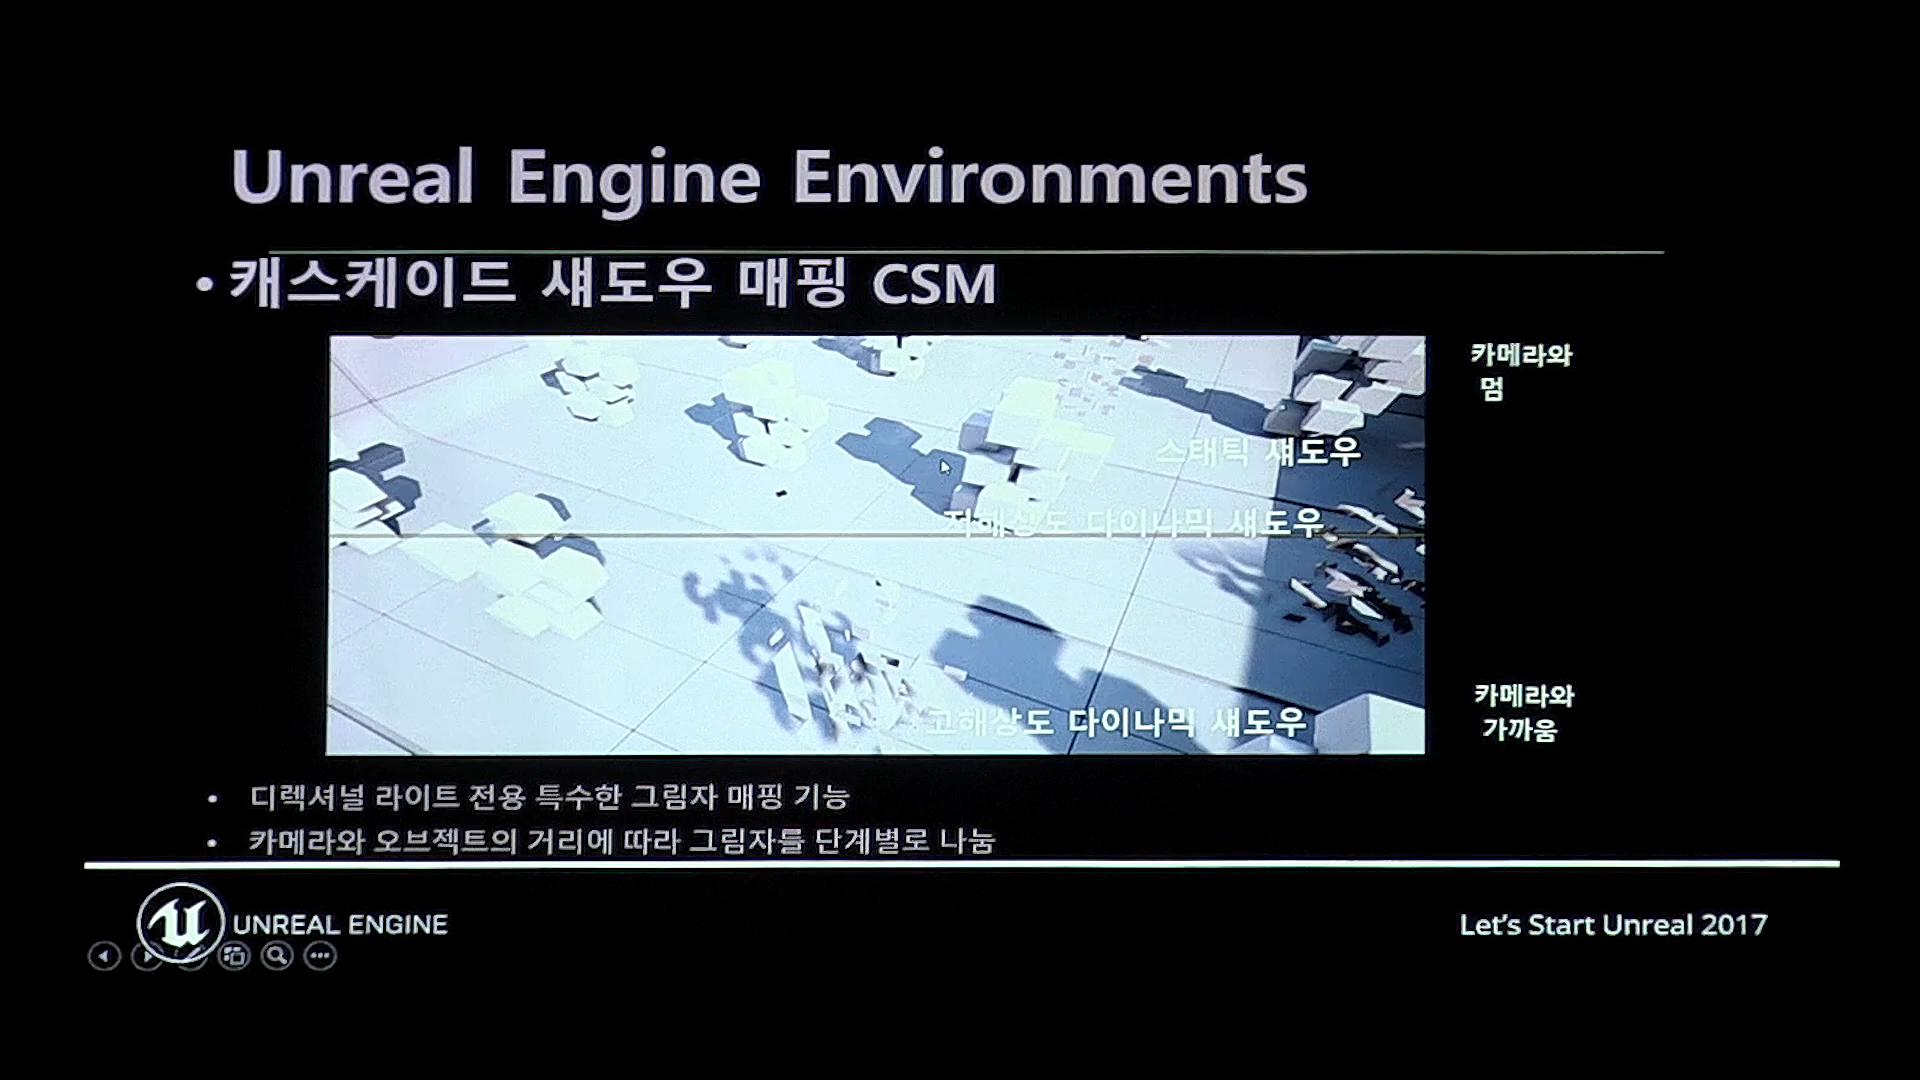 Unreal Engine Environments
• 캐스케이드 섀도우 매핑 CSM
카메라와
멈
스태틱 섀도우
저해상도 다이나믹 섀도우
고해상도 다이나믹 섀도우
카메라와
가까움
• 디렉셔널 라이트 전용 특수한 그림자 매핑 기능
• 카메라와 오브젝트의 거리에 따라 그림자를 단계별로 나눔
UNREAL ENGINE
Let's Start Unreal 2017